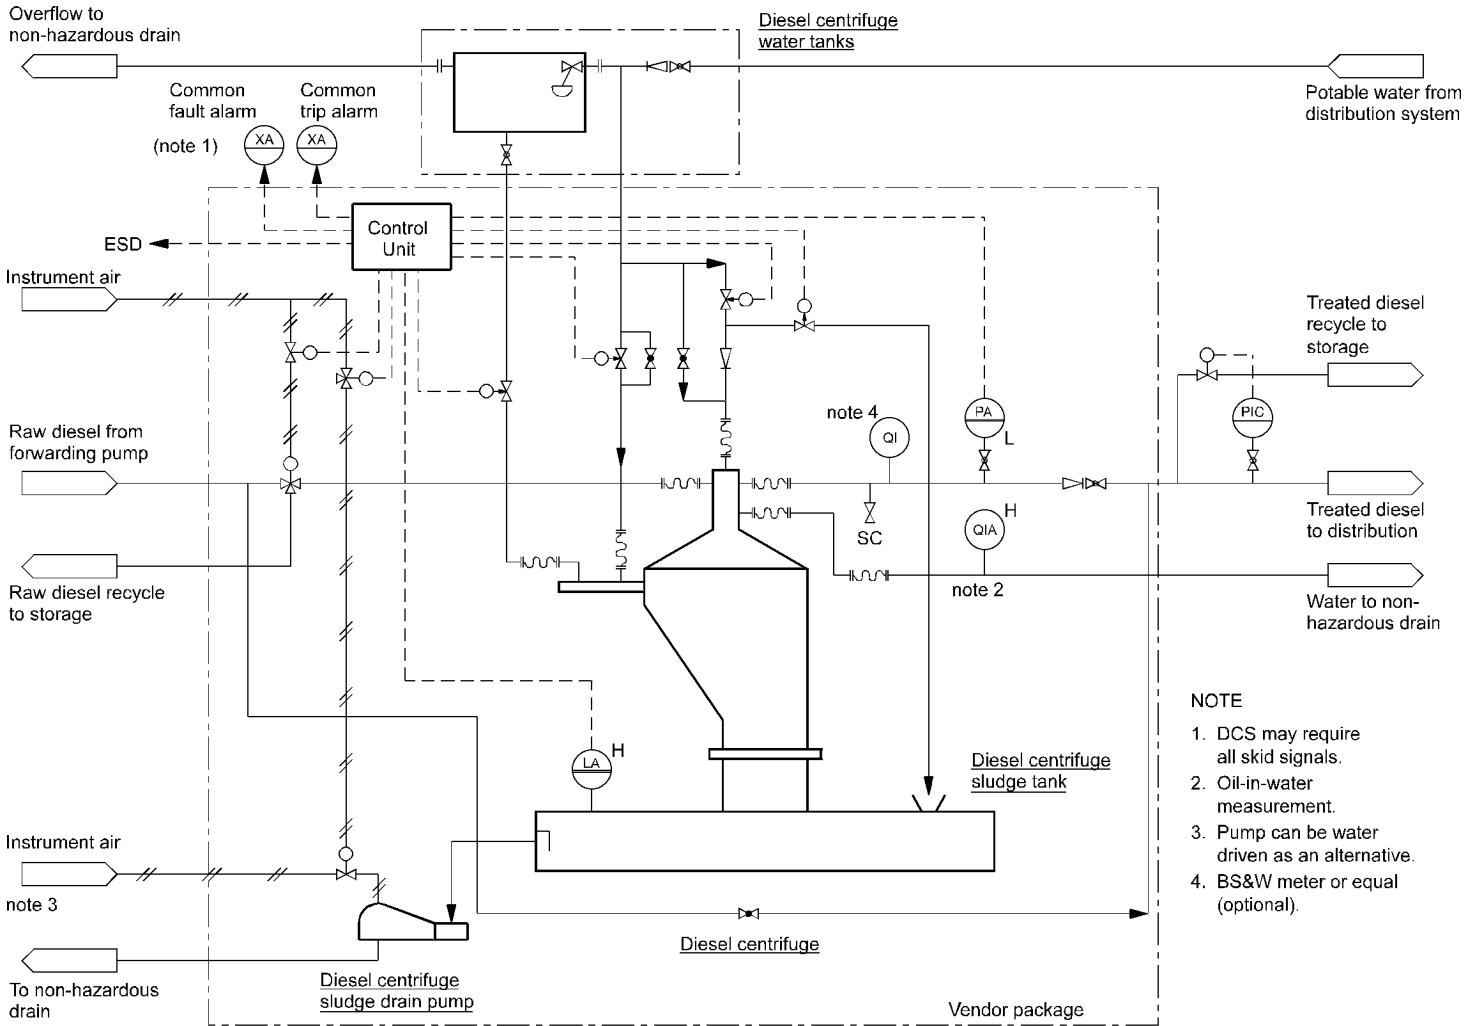 Overflow to
non-hazardous drain
Diesel centrifuge
water tanks
Potable water from
distribution system
Common
fault alarm
Common
trip alarm
(note 1)
XA
XA
Control
Unit
ESD
Instrument air
Treated diesel
recycle to
storage
Raw diesel from
forwarding pump
note 4
QI
PA
L
PIC
Treated diesel
to distribution
SC
QIA
H
note 2
Raw diesel recycle
to storage
Water to non-
hazardous drain
LA
H
Diesel centrifuge
sludge tank
NOTE
1. DCS may require
all skid signals.
2. Oil-in-water
measurement.
3. Pump can be water
driven as an alternative.
4. BS&W meter or equal
(optional).
Instrument air
note 3
Diesel centrifuge
To non-hazardous
drain
Diesel centrifuge
sludge drain pump
Vendor package